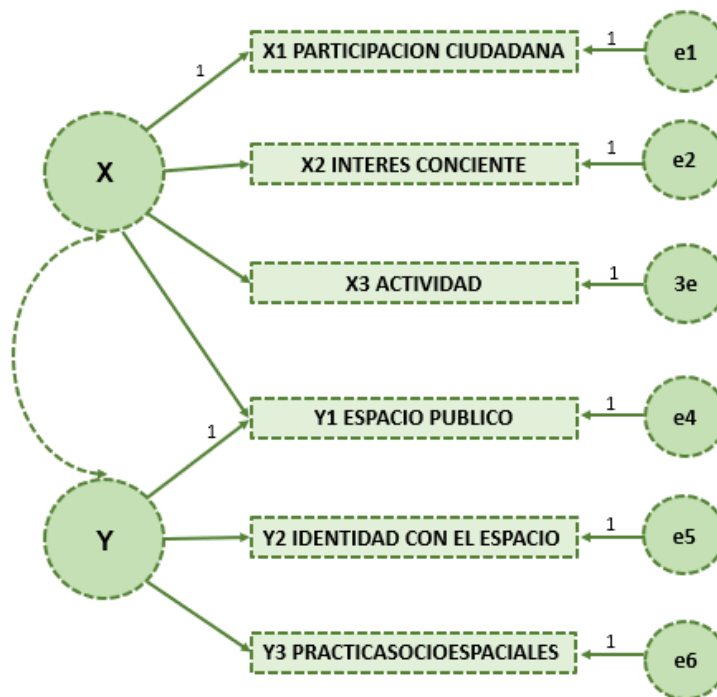 1
X1 PARTICIPACION CIUDADANA
1
e1
X
X2 INTERES CONCIENTE
1
e2
X3 ACTIVIDAD
1
3e
1
Y1 ESPACIO PUBLICO
1
e4
Y
Y2 IDENTIDAD CON EL ESPACIO
1
e5
Y3 PRACTICASOCIOESPACIALES
1
e6